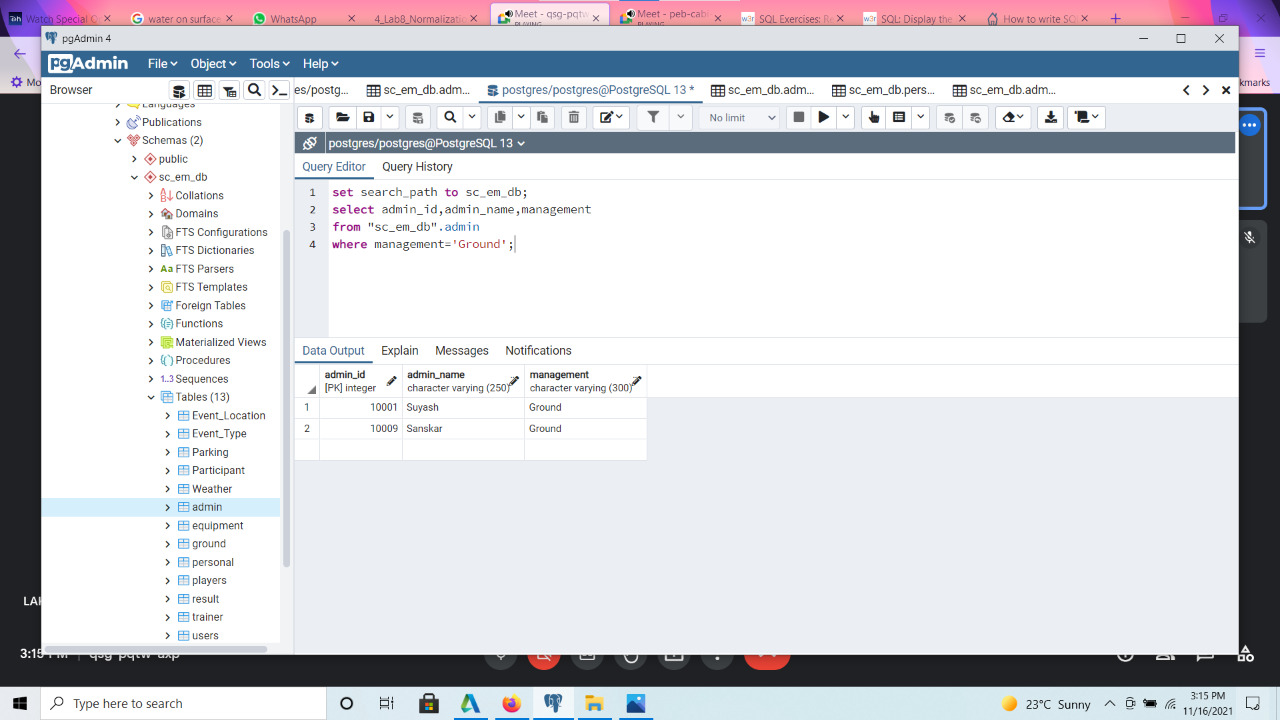 Watch Special C
water on surface
WhatsApp
4_Lab8_Normalizatio
Meet - qsg-pqtw
Meet - peb-cabl
SQL Exercises: Re
SQL: Display the
How to write SQL
pgAdmin 4
pgAdmin File Object Tools Help
Browser
es/postg...
sc_em_db.adm...
postgres/postgres@PostgreSQL 13 *
sc_em_db.adm...
sc_em_db.pers...
sc_em_db.adm...
No limit
postgres/postgres@PostgreSQL 13
Query Editor Query History
1 set search_path to sc_em_db;
2 select admin_id,admin_name,management
3 from "sc_em_db".admin
4 where management='Ground';
Languages
Publications
Schemas (2)
public
sc_em_db
Collations
Domains
FTS Configurations
FTS Dictionaries
Aa FTS Parsers
FTS Templates
Foreign Tables
Functions
Materialized Views
Procedures
1..3 Sequences
Tables (13)
Event_Location
Event_Type
Parking
Participant
Weather
admin
equipment
ground
personal
players
result
trainer
users
Data Output Explain Messages Notifications
admin_id admin_name management
[PK] integer character varying (250) character varying (300)
1 10001 Suyash Ground
2 10009 Sanskar Ground
Mo
kmarks
LAK
3:15 PM | qsg-pqtw-axp
Type here to search
23°C Sunny
3:15 PM
11/16/2021